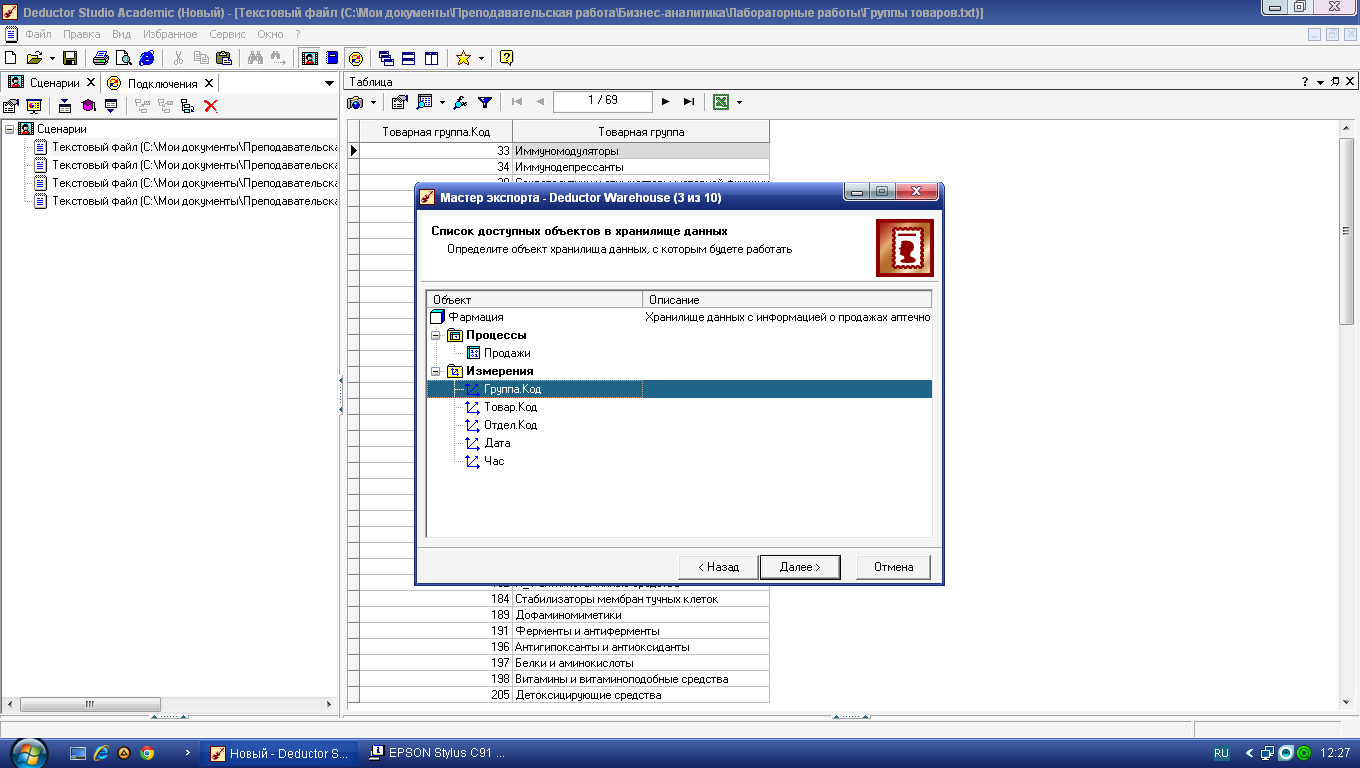 Deductor Studio Academic (Новый) - [Текстовый файл (C:\Мои документы\Преподавательская работа\Бизнес-аналитика\Лабораторные работы\Группы товаров.txt)]
Файл Правка Вид Избранное Сервис Окно ?
Сценарии Подключения
Таблица
1 / 69
Сценарии
Текстовый файл (C:\Мои документы\Преподавательска
Текстовый файл (C:\Мои документы\Преподавательска
Текстовый файл (C:\Мои документы\Преподавательска
Текстовый файл (C:\Мои документы\Преподавательска
Товарная группа.Код Товарная группа
33 Иммуномодуляторы
34 Иммунодепрессанты
Мастер экспорта - Deductor Warehouse (3 из 10)
Список доступных объектов в хранилище данных
Определите объект хранилища данных, с которым будете работать
Объект Описание
Фармация Хранилище данных с информацией о продажах аптечно
Процессы
Продажи
Измерения
Группа.Код
Товар.Код
Отдел.Код
Дата
Час
< Назад Далее > Отмена
184 Стабилизаторы мембран тучных клеток
189 Дофаминомиметики
191 Ферменты и антиферменты
196 Антигипоксанты и антиоксиданты
197 Белки и аминокислоты
198 Витамины и витаминоподобные средства
205 Детоксицирующие средства
Новый - Deductor S... EPSON Stylus C91 ... RU 12:27